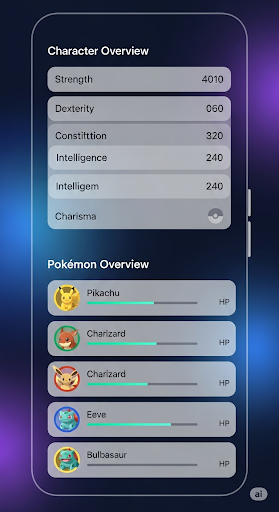 Character Overview
Strength 4010
Dexterity 060
Constifttion 320
Intelligence 240
Intelligem 240
Charisma
Pokémon Overview
Pikachu
HP
Charizard
HP
Charizard
HP
Eeve
HP
Bulbasaur
HP
ai